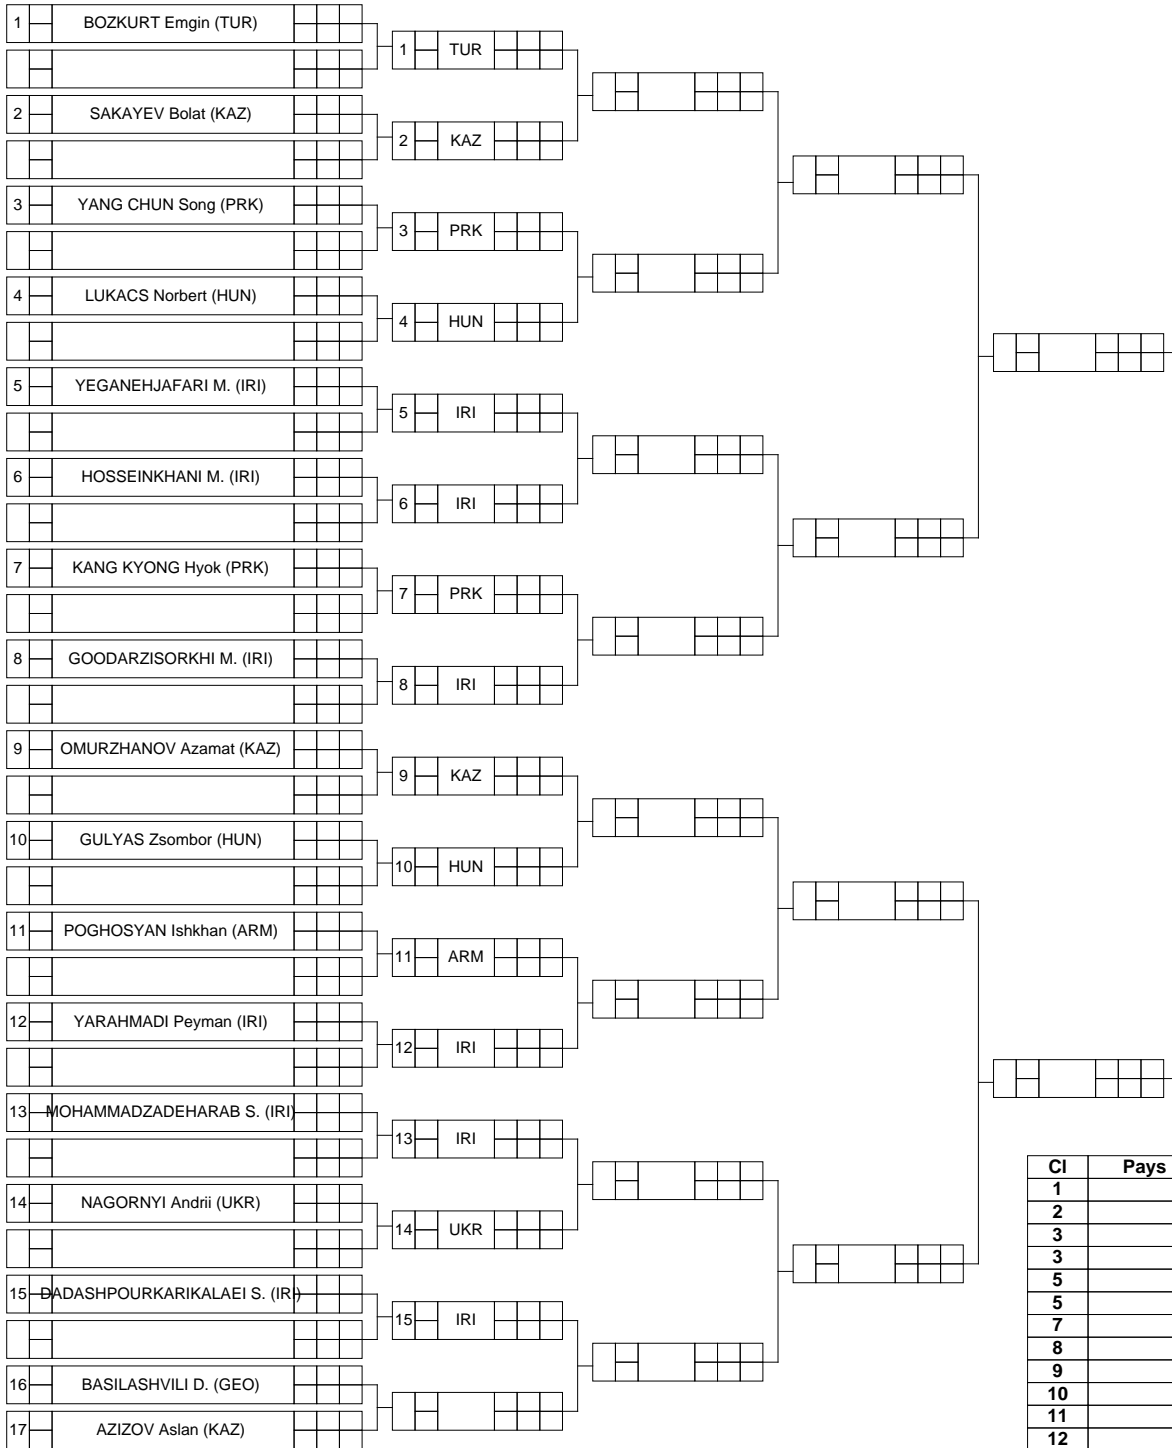 1 BOZKURT Emgin (TUR)
1 TUR
2 SAKAYEV Bolat (KAZ)
2 KAZ
3 YANG CHUN Song (PRK)
3 PRK
4 LUKACS Norbert (HUN)
4 HUN
5 YEGANEHJAFARI M. (IRI)
5 IRI
6 HOSSEINKHANI M. (IRI)
6 IRI
7 KANG KYONG Hyok (PRK)
7 PRK
8 GOODARZISORKHI M. (IRI)
8 IRI
9 OMURZHANOV Azamat (KAZ)
9 KAZ
10 GULYAS Zsombor (HUN)
10 HUN
11 POGHOSYAN Ishkhan (ARM)
11 ARM
12 YARAHMADI Peyman (IRI)
12 IRI
13 MOHAMMADZADEHARAB S. (IRI)
13 IRI
14 NAGORNYI Andrii (UKR)
14 UKR
15 DADASHPOURKARIKALAEI S. (IRI)
15 IRI
16 BASILASHVILI D. (GEO)
17 AZIZOV Aslan (KAZ)
Cl Pays
1
2
3
3
5
5
7
8
9
10
11
12